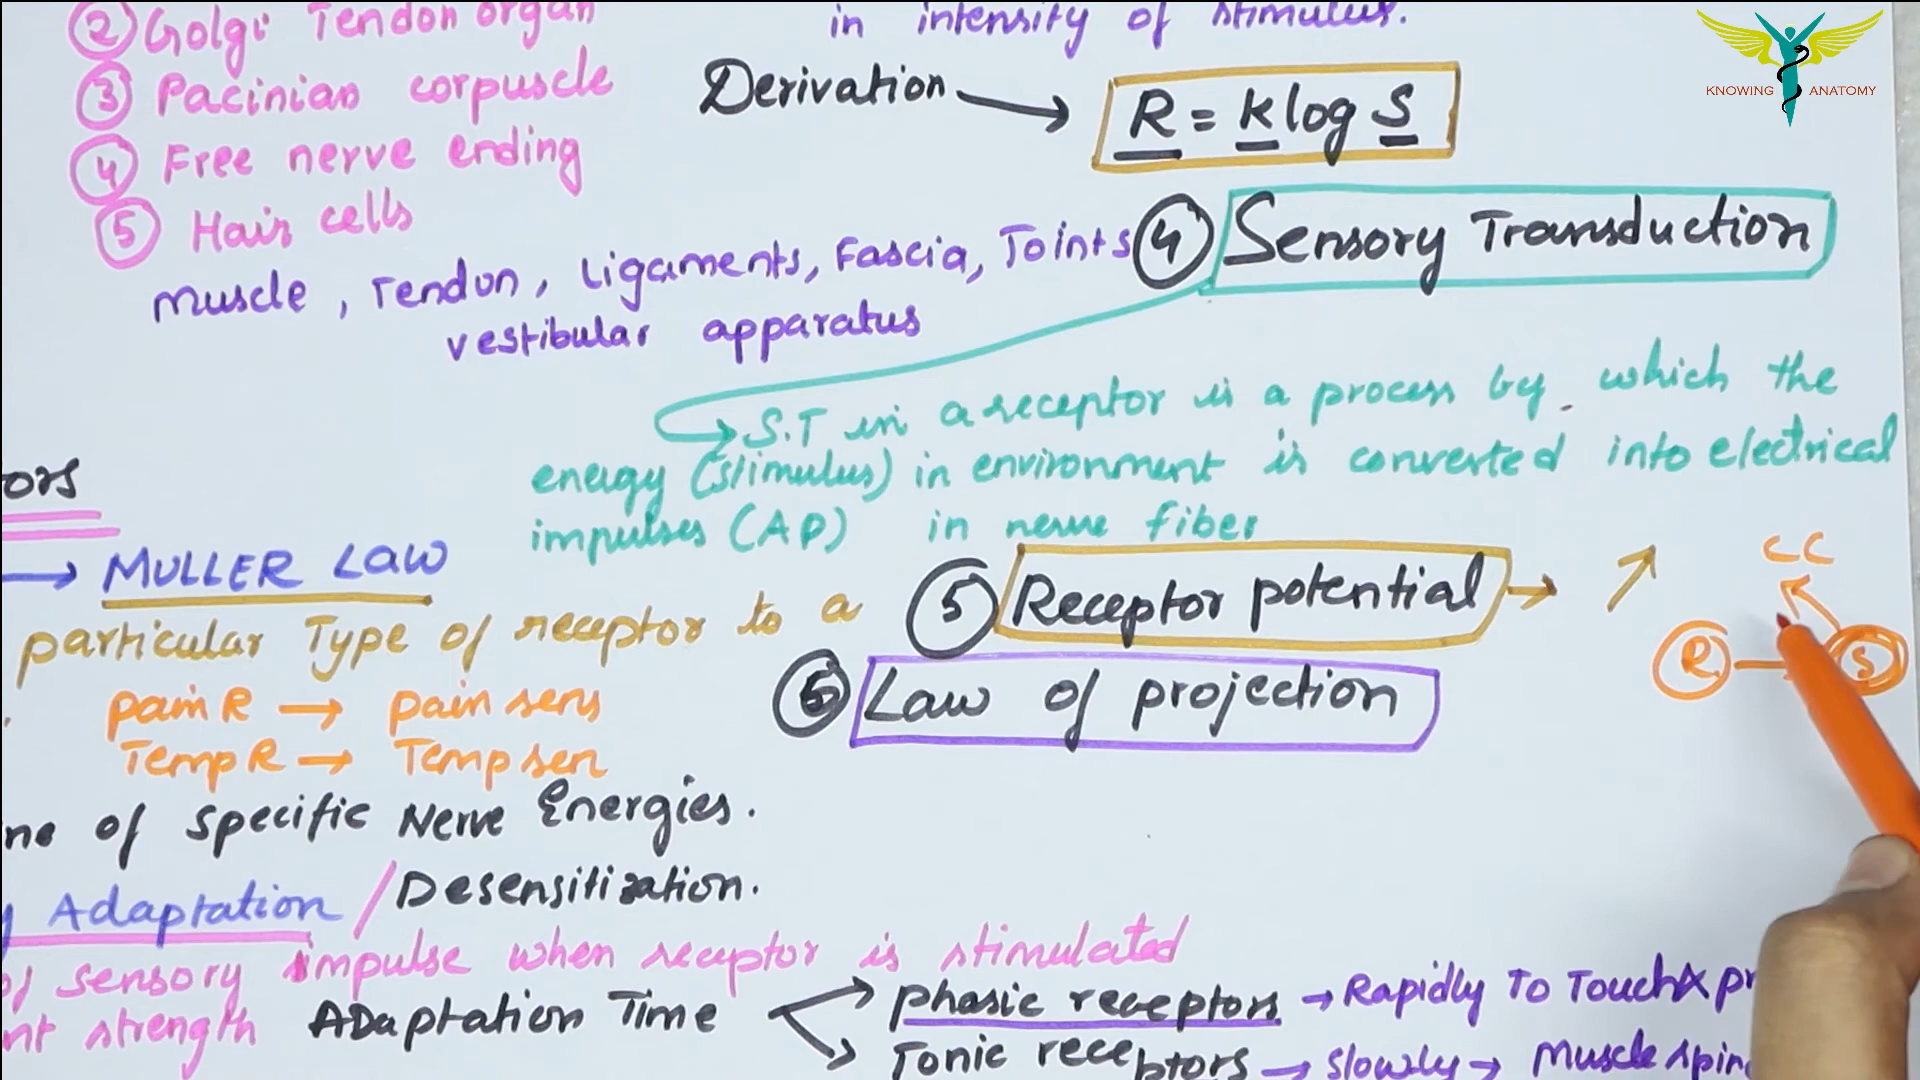 ② Golgi Tendon organ
in intensity of stimulus.
③ Pacinian corpuscle
Derivation → R = k log S
④ Free nerve ending
⑤ Hair cells
④ Sensory Transduction
Muscle, Tendon, Ligaments, Fascia, Joints
vestibular apparatus
→ S.T in a receptor is a process by which the
energy (stimulus) in environment is converted into electrical
impulses (AP) in nerve fiber
ors
→ MULLER LAW
⑤ Receptor potential →
CC
particular Type of receptor to a
R → S
⑥ Law of projection
pain R → pain sens
Temp R → Temp sen
ne of specific Nerve Energies.
Adaptation / Desensitization.
of sensory impulse when receptor is stimulated
nt strength
Adaptation Time
phasic receptors → Rapidly To Touch & pr
Tonic receptors → Slowly → Muscle spin
KNOWING ANATOMY